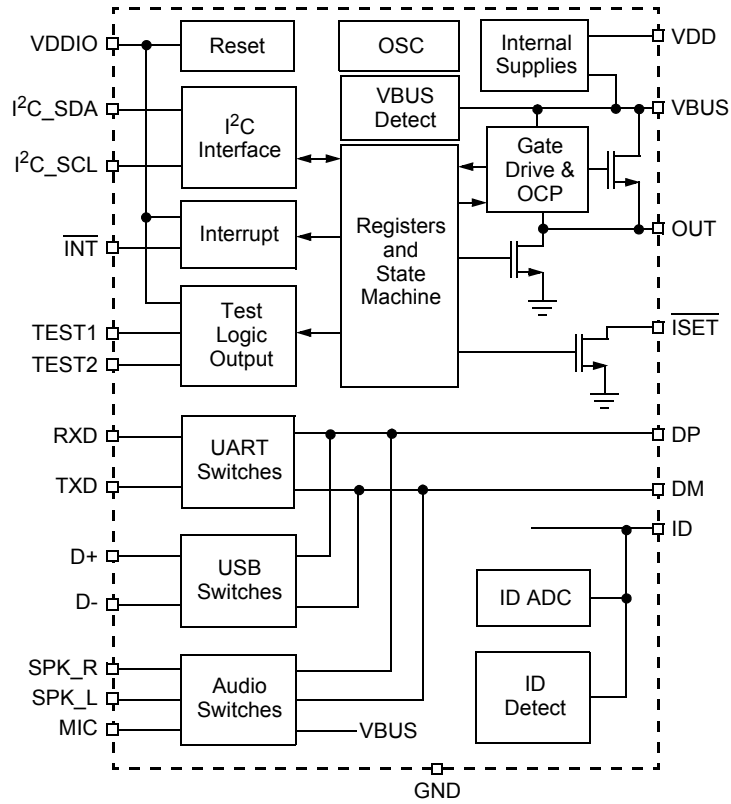 VDDIO
I²C_SDA
I²C_SCL
INT
TEST1
TEST2
RXD
TXD
D+
D-
SPK_R
SPK_L
MIC
Reset
I²C
Interface
Interrupt
Test
Logic
Output
UART
Switches
USB
Switches
Audio
Switches
VBUS
OSC
VBUS
Detect
Registers
and
State
Machine
Internal
Supplies
Gate
Drive &
OCP
ID ADC
ID
Detect
VDD
VBUS
OUT
ISET
DP
DM
ID
GND